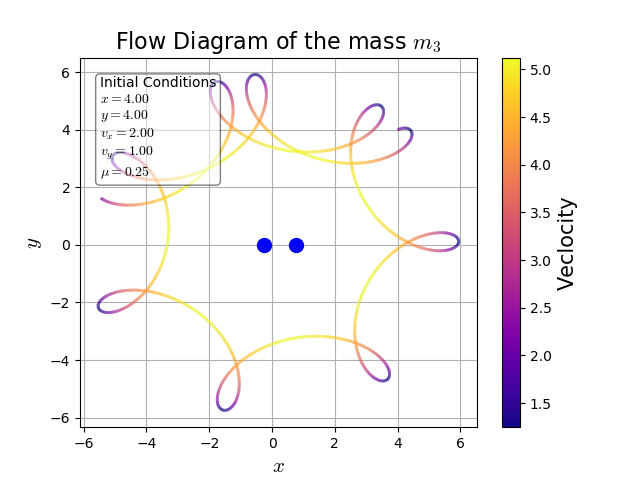 Flow Diagram of the mass m₃
Initial Conditions
x = 4.00
y = 4.00
vₓ = 2.00
v_y = 1.00
μ = 0.25
6
4
2
0
−2
−4
−6
y
−6 −4 −2 0 2 4 6
x
5.0
4.5
4.0
3.5
3.0
2.5
2.0
1.5
Veclocity